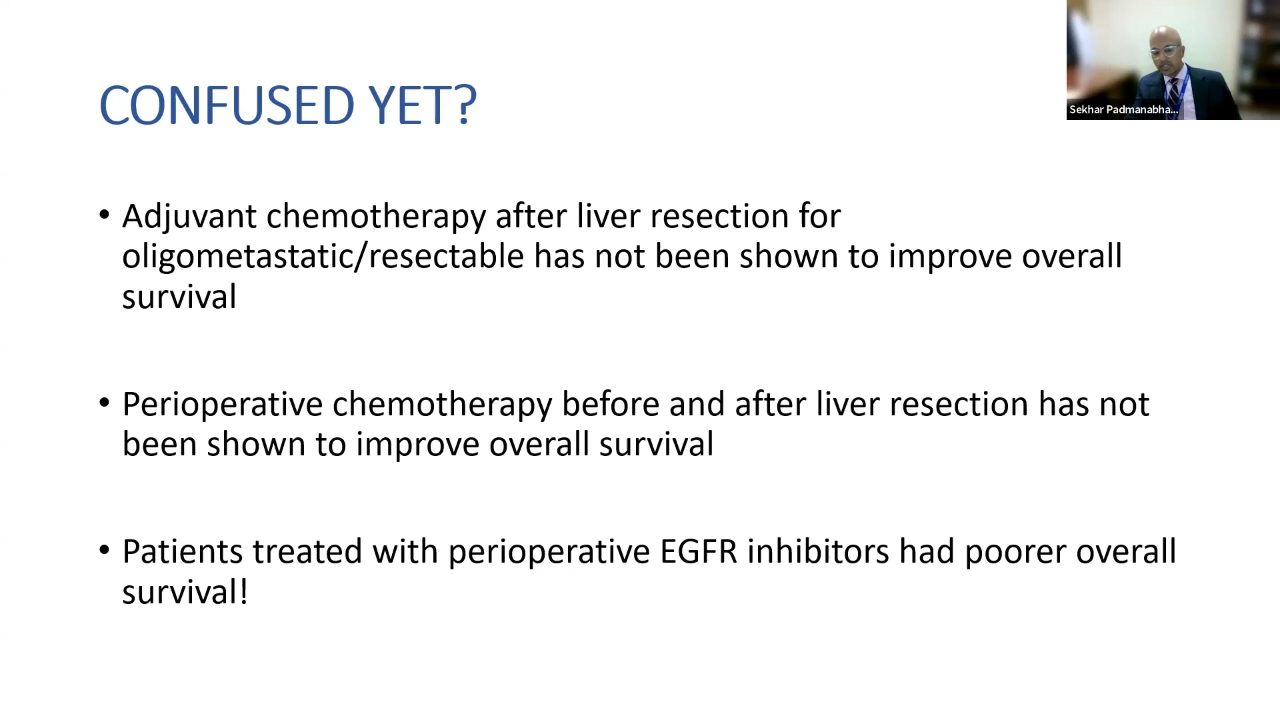 CONFUSED YET?
Sekhar Padmanabha...
• Adjuvant chemotherapy after liver resection for
oligometastatic/resectable has not been shown to improve overall
survival
• Perioperative chemotherapy before and after liver resection has not
been shown to improve overall survival
• Patients treated with perioperative EGFR inhibitors had poorer overall
survival!